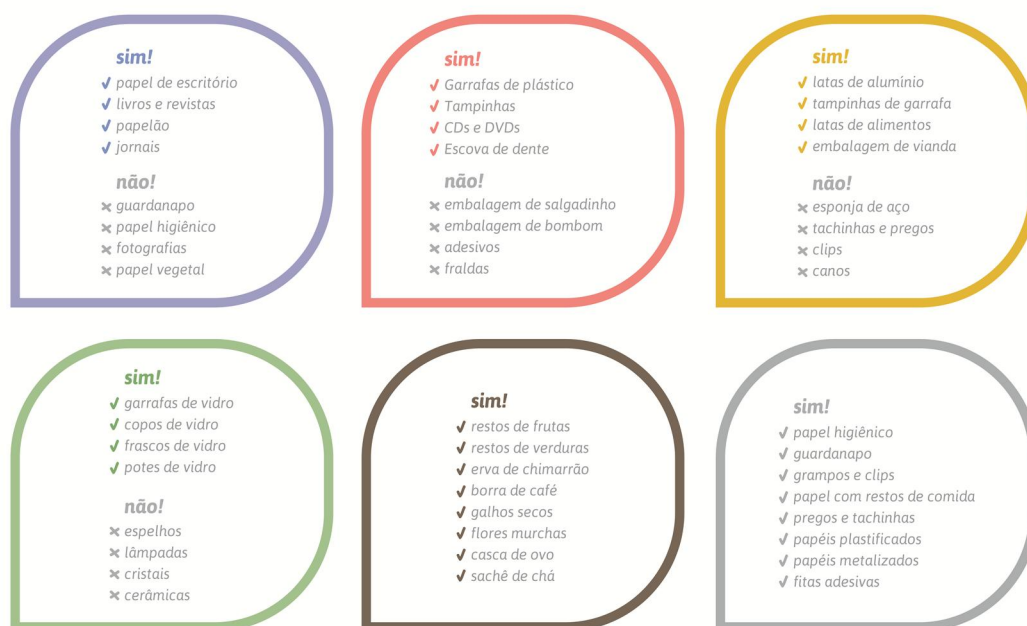 sim!
papel de escritório
livros e revistas
papelão
jornais
não!
guardanapo
papel higiênico
fotografias
papel vegetal
sim!
Garrafas de plástico
Tampinhas
CDs e DVDs
Escova de dente
não!
embalagem de salgadinho
embalagem de bombom
adesivos
fraldas
sim!
latas de alumínio
tampinhas de garrafa
latas de alimentos
embalagem de vianda
não!
esponja de aço
tachinhas e pregos
clips
canos
sim!
garrafas de vidro
copos de vidro
frascos de vidro
potes de vidro
não!
espelhos
lâmpadas
cristais
cerâmicas
sim!
restos de frutas
restos de verduras
erva de chimarrão
borra de café
galhos secos
flores murchas
casca de ovo
sachê de chá
sim!
papel higiênico
guardanapo
grampos e clips
papel com restos de comida
pregos e tachinhas
papéis plastificados
papéis metalizados
fitas adesivas